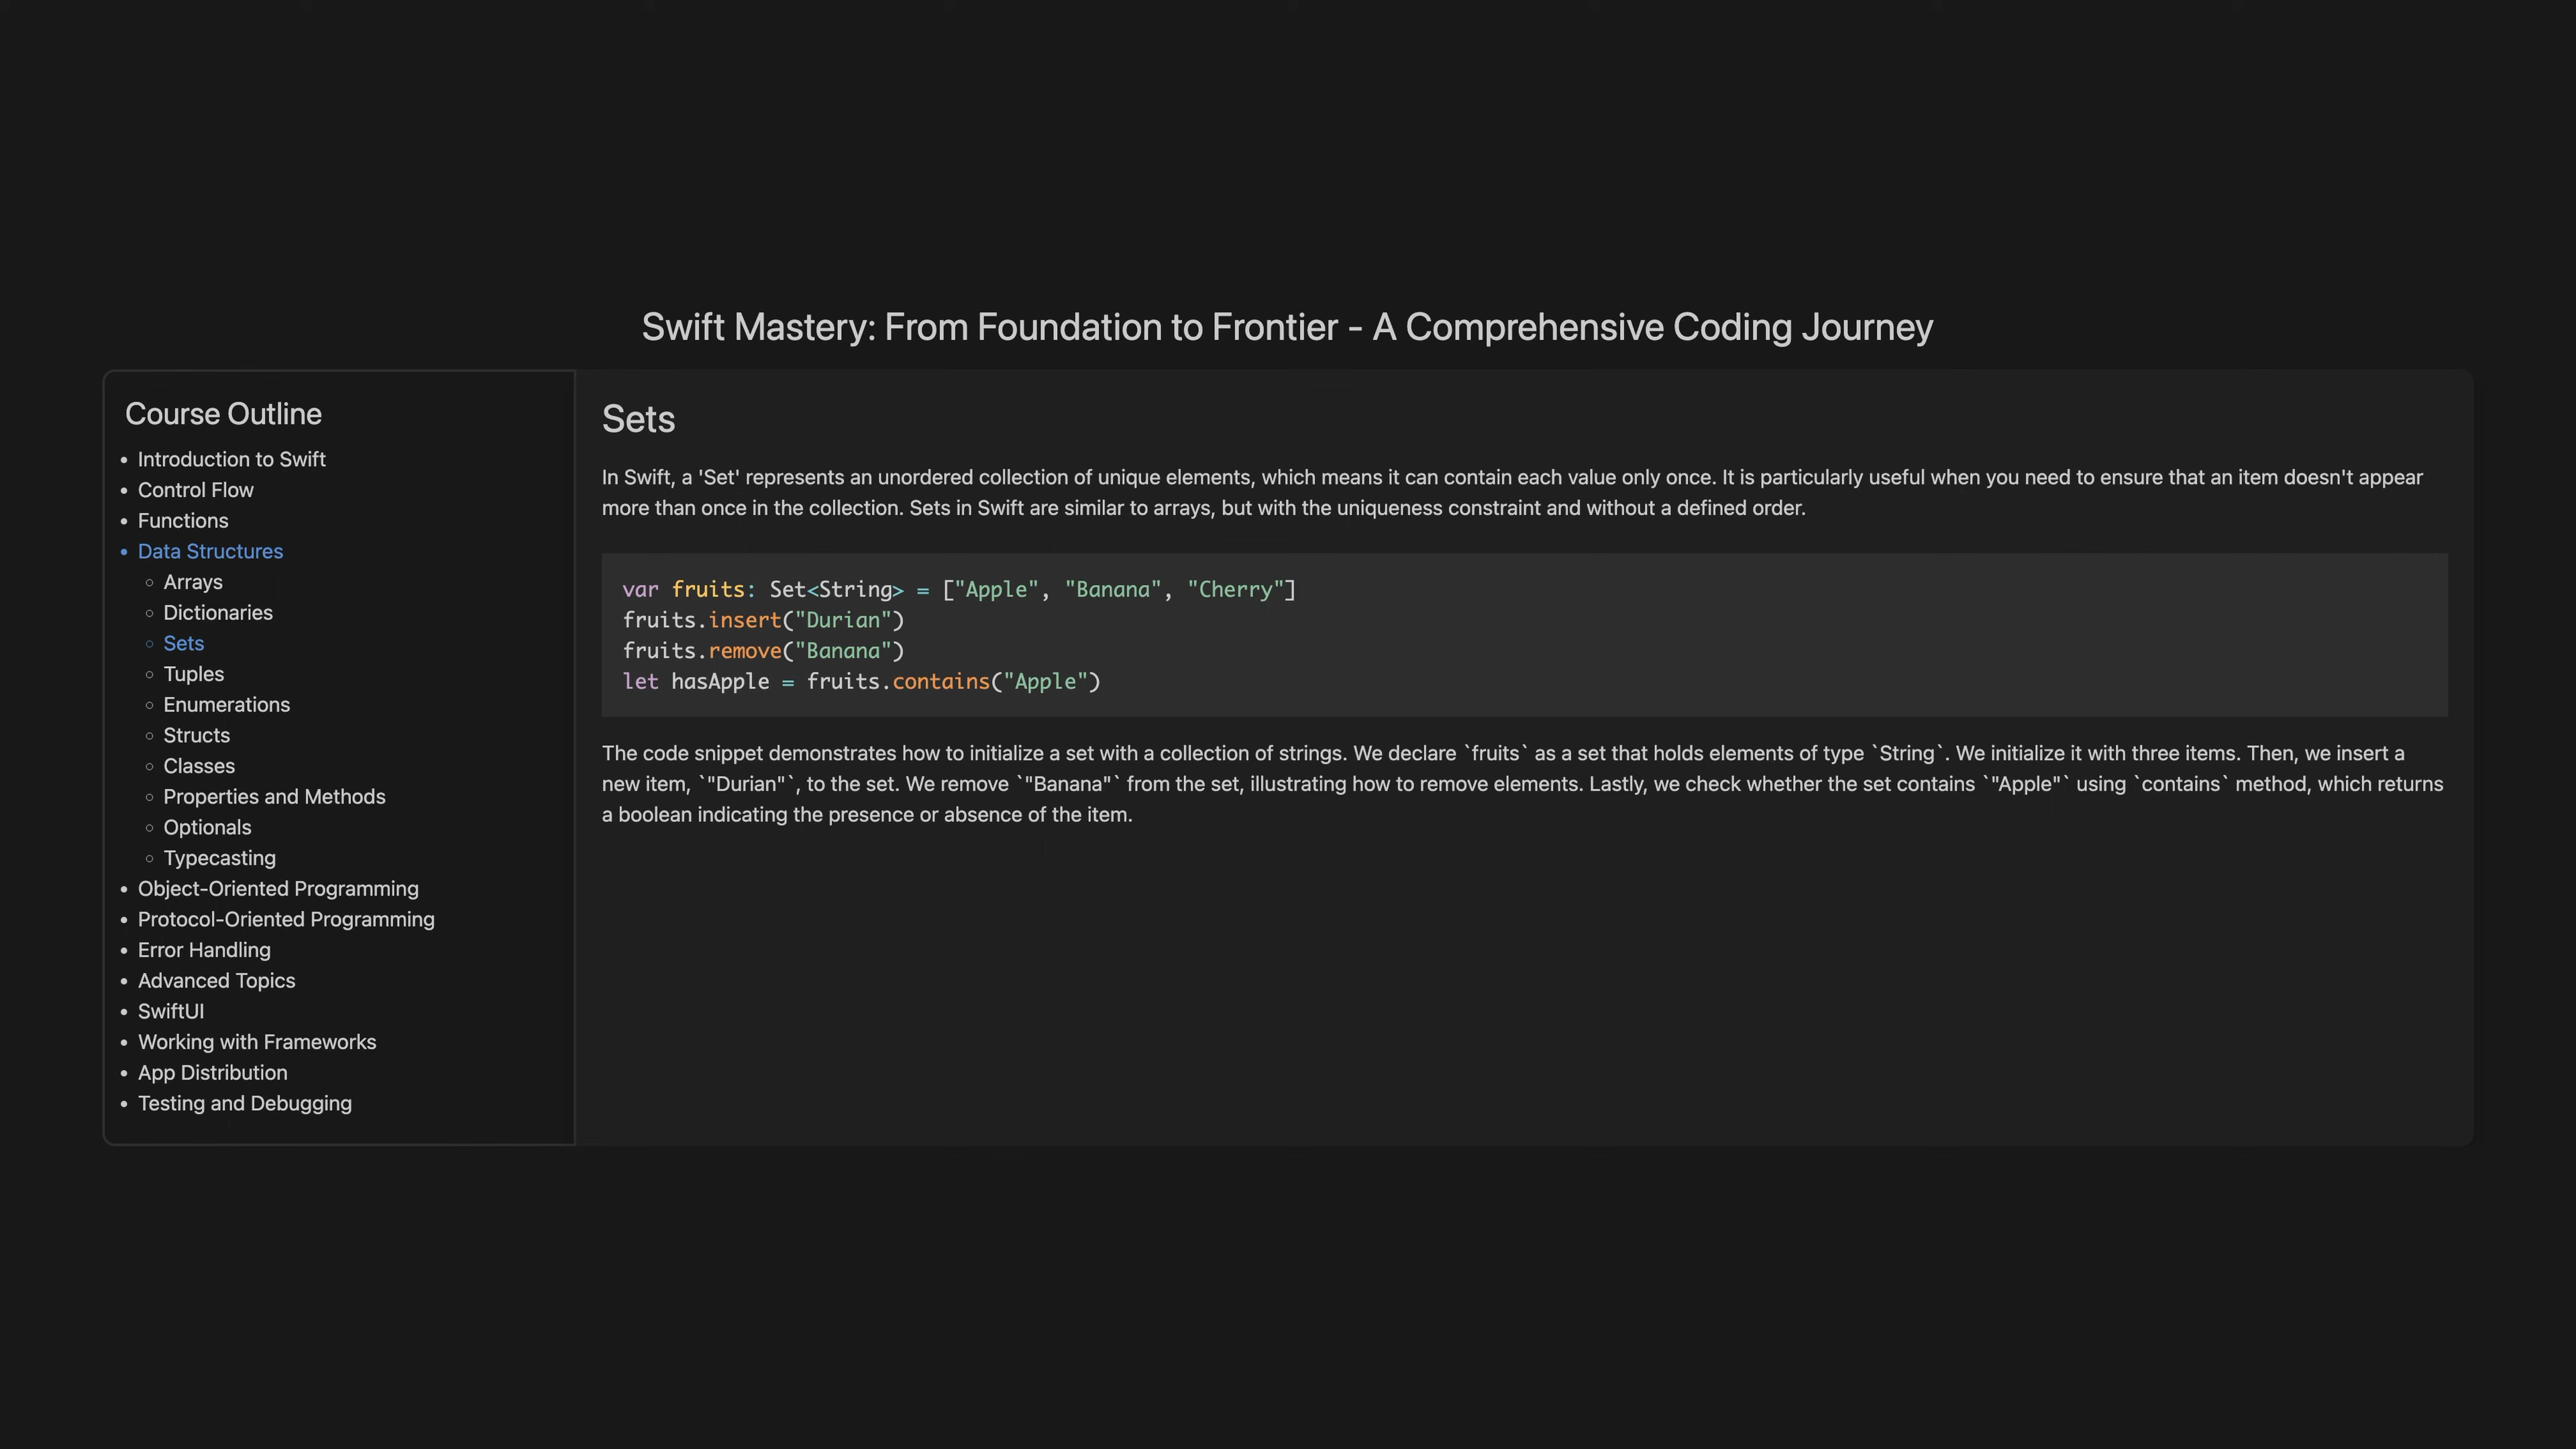 Swift Mastery: From Foundation to Frontier - A Comprehensive Coding Journey
Course Outline
Introduction to Swift
Control Flow
Functions
Data Structures
Arrays
Dictionaries
Sets
Tuples
Enumerations
Structs
Classes
Properties and Methods
Optionals
Typecasting
Object-Oriented Programming
Protocol-Oriented Programming
Error Handling
Advanced Topics
SwiftUI
Working with Frameworks
App Distribution
Testing and Debugging
Sets
In Swift, a 'Set' represents an unordered collection of unique elements, which means it can contain each value only once. It is particularly useful when you need to ensure that an item doesn't appear
more than once in the collection. Sets in Swift are similar to arrays, but with the uniqueness constraint and without a defined order.
var fruits: Set<String> = ["Apple", "Banana", "Cherry"]
fruits.insert("Durian")
fruits.remove("Banana")
let hasApple = fruits.contains("Apple")
The code snippet demonstrates how to initialize a set with a collection of strings. We declare `fruits` as a set that holds elements of type `String`. We initialize it with three items. Then, we insert a
new item, `"Durian"`, to the set. We remove `"Banana"` from the set, illustrating how to remove elements. Lastly, we check whether the set contains `"Apple"` using `contains` method, which returns
a boolean indicating the presence or absence of the item.